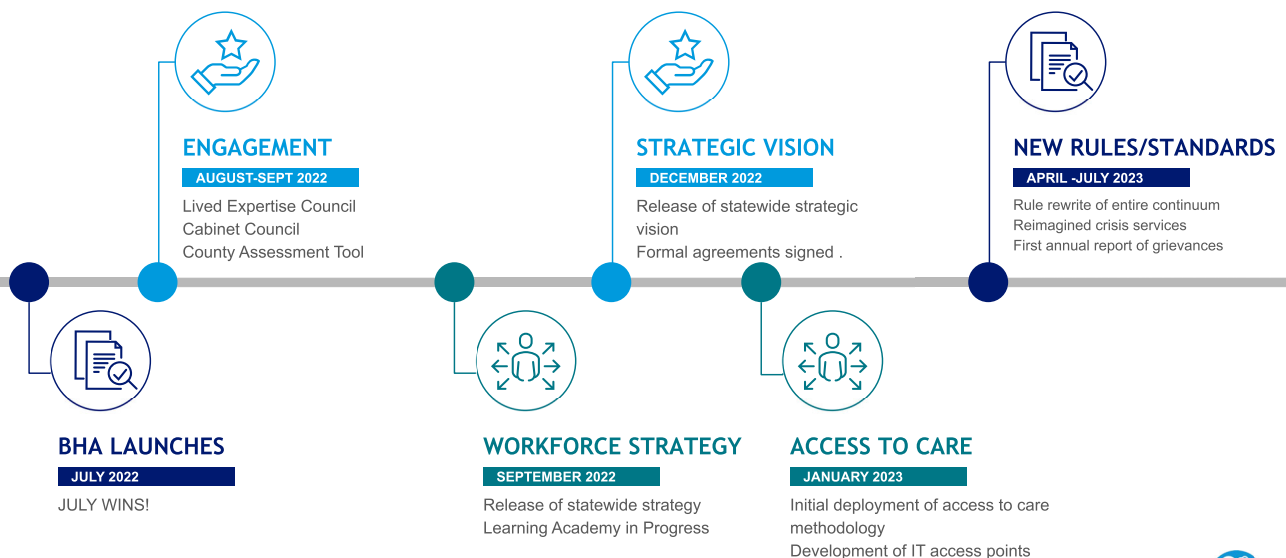 ENGAGEMENT
AUGUST-SEPT 2022
Lived Expertise Council
Cabinet Council
County Assessment Tool
STRATEGIC VISION
DECEMBER 2022
Release of statewide strategic
vision
Formal agreements signed .
NEW RULES/STANDARDS
APRIL -JULY 2023
Rule rewrite of entire continuum
Reimagined crisis services
First annual report of grievances
BHA LAUNCHES
JULY 2022
JULY WINS!
WORKFORCE STRATEGY
SEPTEMBER 2022
Release of statewide strategy
Learning Academy in Progress
ACCESS TO CARE
JANUARY 2023
Initial deployment of access to care
methodology
Development of IT access points